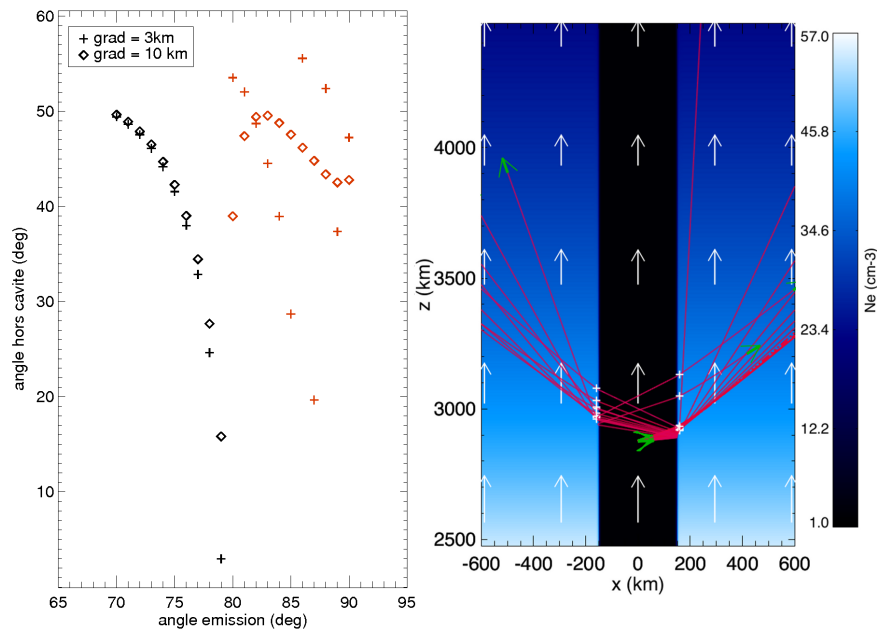 grad = 3km
grad = 10 km
60
50
40
30
20
10
angle hors cavite (deg)
65 70 75 80 85 90 95
angle emission (deg)
4000
3500
3000
2500
z (km)
-600 -400 -200 0 200 400 600
x (km)
57.0
45.8
34.6
23.4
12.2
1.0
Ne (cm-3)